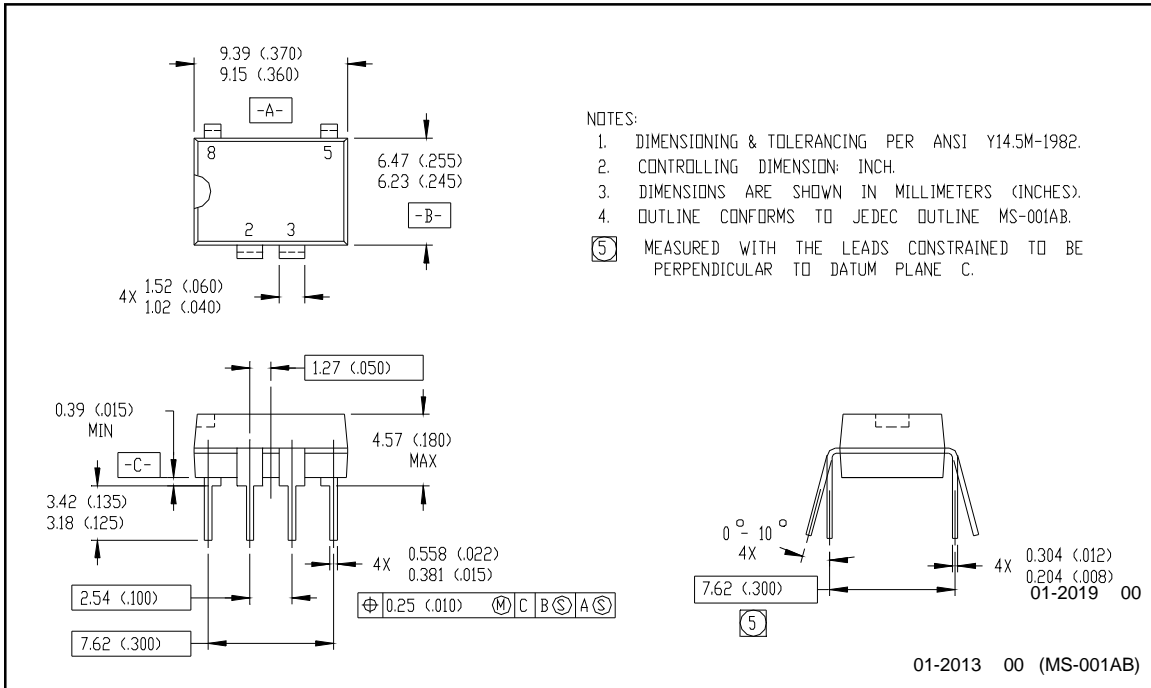 9.39 (.370)
9.15 (.360)
-A-
8
5
6.47 (.255)
6.23 (.245)
-B-
2
3
4X 1.52 (.060)
1.02 (.040)
NOTES:
1. DIMENSIONING & TOLERANCING PER ANSI Y14.5M-1982.
2. CONTROLLING DIMENSION: INCH.
3. DIMENSIONS ARE SHOWN IN MILLIMETERS (INCHES).
4. OUTLINE CONFORMS TO JEDEC OUTLINE MS-001AB.
5 MEASURED WITH THE LEADS CONSTRAINED TO BE
PERPENDICULAR TO DATUM PLANE C.
1.27 (.050)
0.39 (.015)
MIN
-C-
4.57 (.180)
MAX
3.42 (.135)
3.18 (.125)
4X 0.558 (.022)
0.381 (.015)
2.54 (.100)
⌖ 0.25 (.010) Ⓜ C B Ⓢ A Ⓢ
7.62 (.300)
0° - 10°
4X
4X 0.304 (.012)
0.204 (.008)
7.62 (.300)
5
01-2019 00
01-2013 00 (MS-001AB)